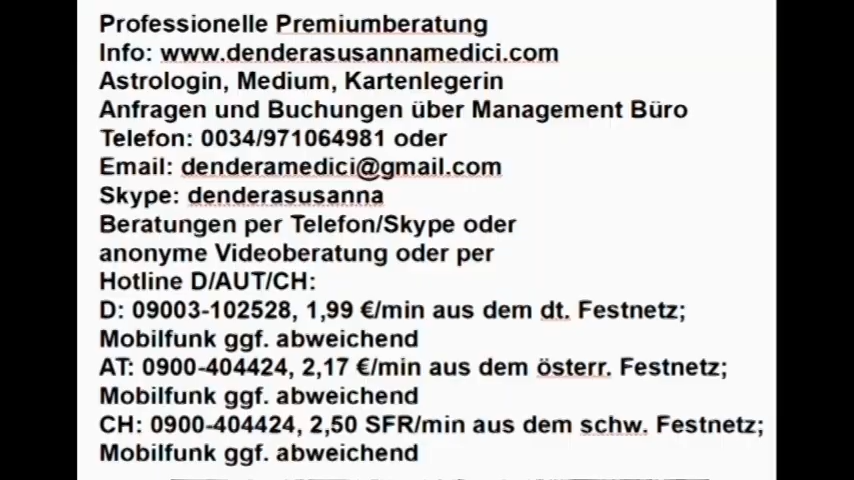 Professionelle Premiumberatung
Info: www.denderasusannamedici.com
Astrologin, Medium, Kartenlegerin
Anfragen und Buchungen über Management Büro
Telefon: 0034/971064981 oder
Email: denderamedici@gmail.com
Skype: denderasusanna
Beratungen per Telefon/Skype oder
anonyme Videoberatung oder per
Hotline D/AUT/CH:
D: 09003-102528, 1,99 €/min aus dem dt. Festnetz;
Mobilfunk ggf. abweichend
AT: 0900-404424, 2,17 €/min aus dem österr. Festnetz;
Mobilfunk ggf. abweichend
CH: 0900-404424, 2,50 SFR/min aus dem schw. Festnetz;
Mobilfunk ggf. abweichend